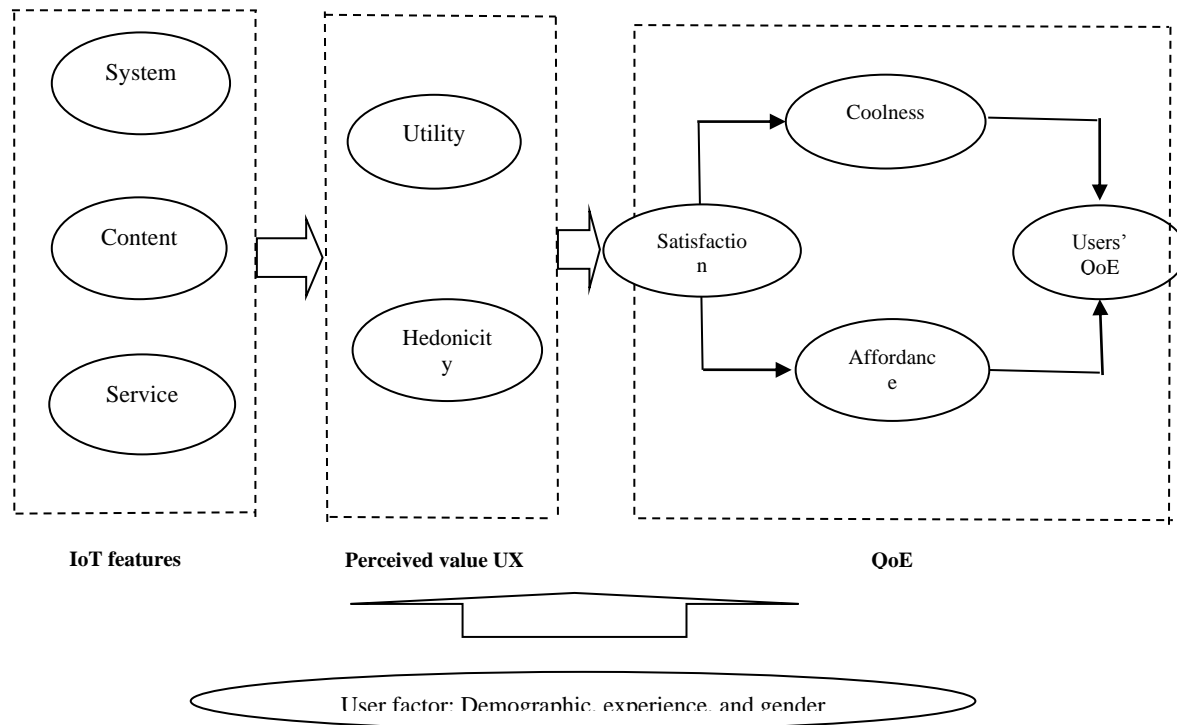 System
Content
Service
Utility
Hedonicit
y
Satisfactio
n
Coolness
Affordanc
e
Users'
QoE
IoT features
Perceived value UX
QoE
User factor: Demographic, experience, and gender